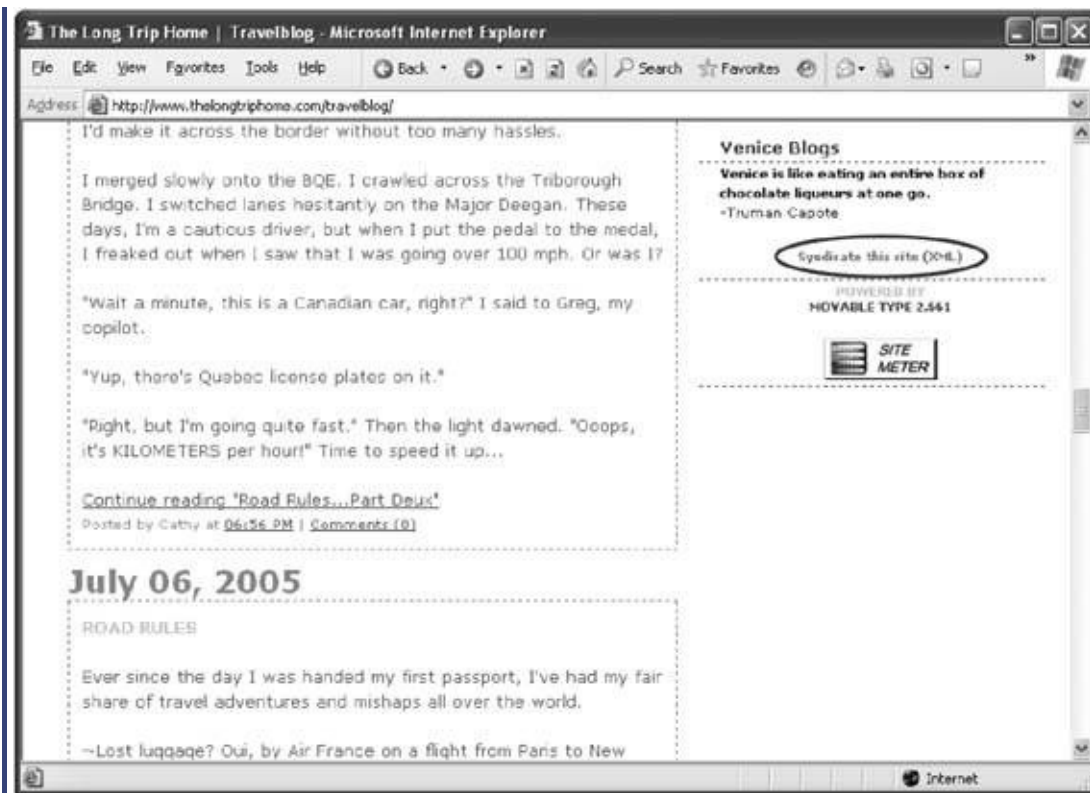 The Long Trip Home | Travelblog - Microsoft Internet Explorer
File Edit View Favorites Tools Help Back Search Favorites
Address http://www.thelongtriphome.com/travelblog/
I'd make it across the border without too many hassles.
I merged slowly onto the BQE. I crawled across the Triborough
Bridge. I switched lanes hesitantly on the Major Deegan. These
days, I'm a cautious driver, but when I put the pedal to the medal,
I freaked out when I saw that I was going over 100 mph. Or was I?
"Wait a minute, this is a Canadian car, right?" I said to Greg, my
copilot.
"Yup, there's Quebec license plates on it."
"Right, but I'm going quite fast." Then the light dawned. "Ooops,
it's KILOMETERS per hour!" Time to speed it up...
Continue reading "Road Rules...Part Deux"
Posted by Cathy at 06:56 PM | Comments (0)
July 06, 2005
ROAD RULES
Ever since the day I was handed my first passport, I've had my fair
share of travel adventures and mishaps all over the world.
~Lost luggage? Oui, by Air France on a flight from Paris to New
Venice Blogs
Venice is like eating an entire box of
chocolate liqueurs at one go.
-Truman Capote
Syndicate this site (XML)
POWERED BY
MOVABLE TYPE 2.661
SITE
METER
Internet